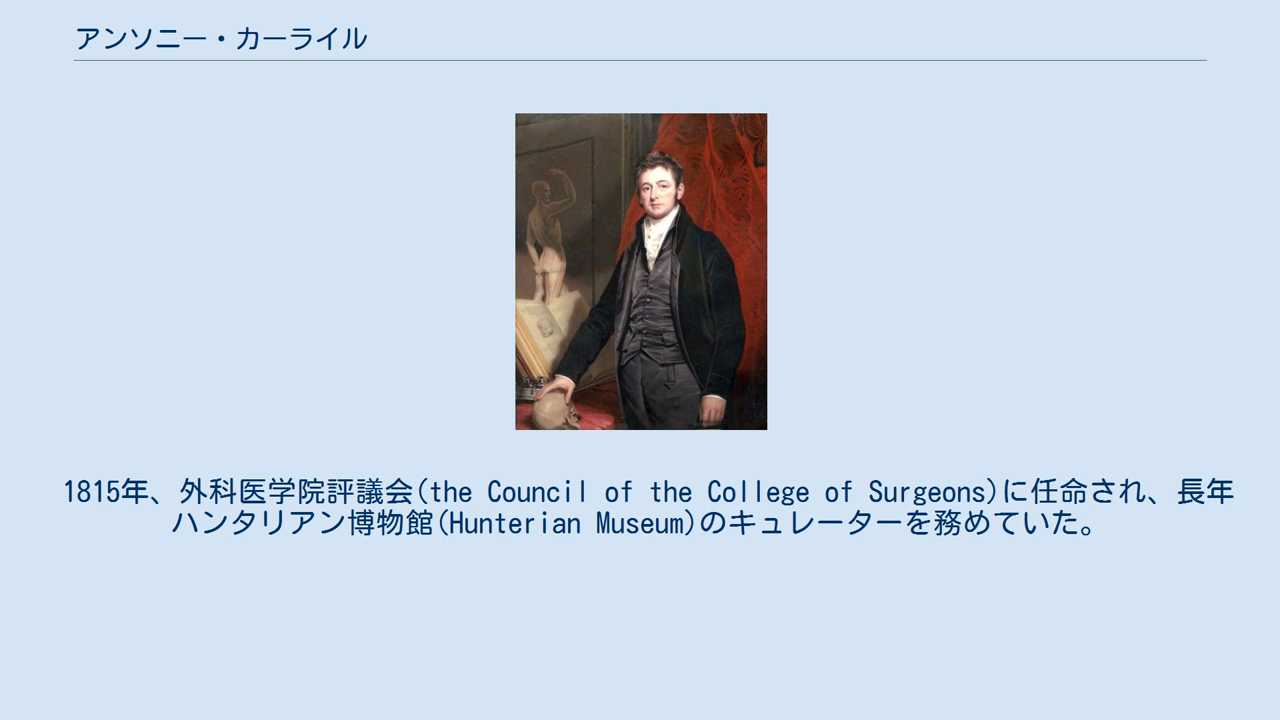 アンソニー・カーライル
1815年、外科医学院評議会(the Council of the College of Surgeons)に任命され、長年
ハンタリアン博物館(Hunterian Museum)のキュレーターを務めていた。